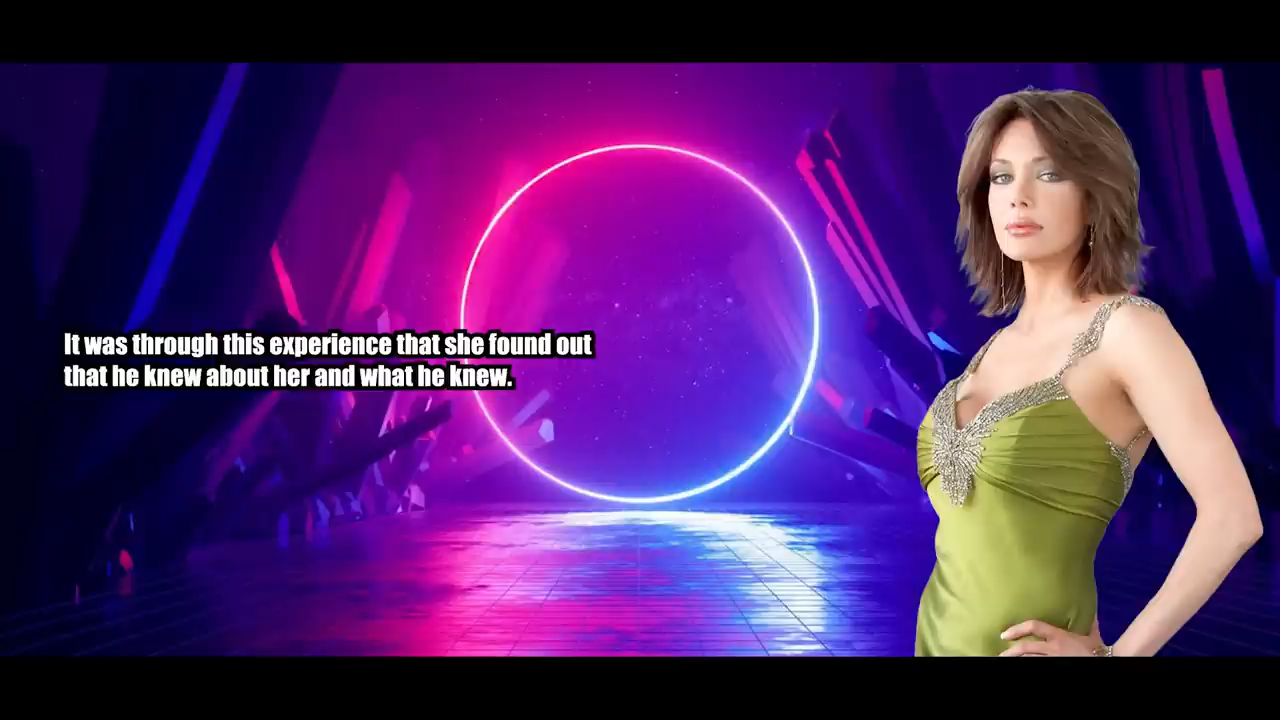 It was through this experience that she found out
that he knew about her and what he knew.